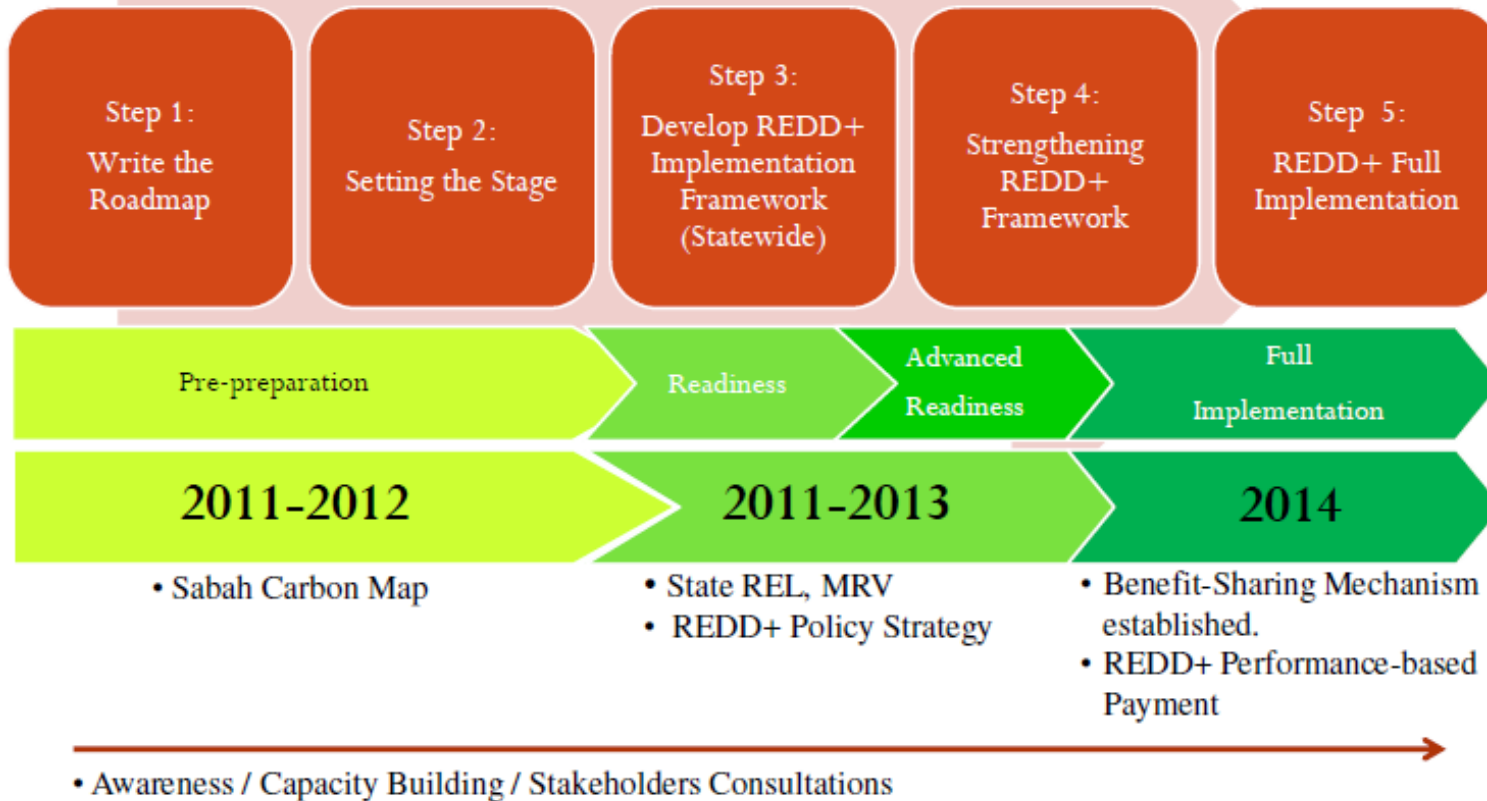 Step 1:
Write the
Roadmap
Step 2:
Setting the Stage
Step 3:
Develop REDD+
Implementation
Framework
(Statewide)
Step 4:
Strengthening
REDD+
Framework
Step 5:
REDD+ Full
Implementation
Pre-preparation
Readiness
Advanced
Readiness
Full
Implementation
2011-2012
2011-2013
2014
• Sabah Carbon Map
• State REL, MRV
• REDD+ Policy Strategy
• Benefit-Sharing Mechanism
established.
• REDD+ Performance-based
Payment
• Awareness / Capacity Building / Stakeholders Consultations